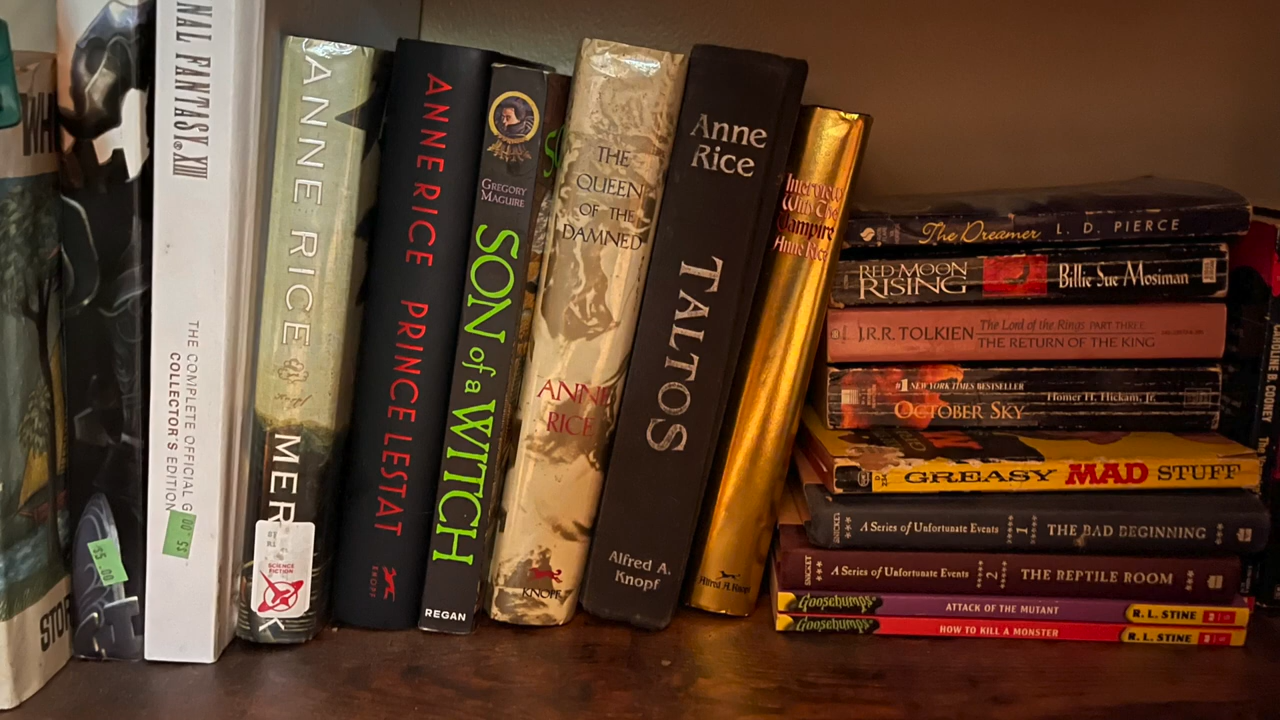 WH
STOR
$5.00
NAL FANTASY XIII
THE COMPLETE OFFICIAL G
COLLECTOR'S EDITION
ANNE RICE
MER
SCIENCE FICTION
K
ANNE RICE PRINCE LESTAT
KNOPF
GREGORY
MAGUIRE
SON of a WITCH
REGAN
THE
QUEEN
OF THE
DAMNED
ANNE
RICE
KNOPF
Anne
Rice
TALTOS
Alfred A.
Knopf
Interview
With The
Vampire
Anne Rice
Alfred A. Knopf
The Dreamer L. D. PIERCE
RED MOON
RISING
Billie Sue Mosiman
J.R.R. TOLKIEN
The Lord of the Rings PART THREE
THE RETURN OF THE KING
#1 NEW YORK TIMES BESTSELLER
Homer H. Hickam, Jr.
OCTOBER SKY
GREASY MAD STUFF
A Series of Unfortunate Events THE BAD BEGINNING
SNICKET
A Series of Unfortunate Events 2 THE REPTILE ROOM
Goosebumps ATTACK OF THE MUTANT R. L. STINE
Goosebumps HOW TO KILL A MONSTER R. L. STINE